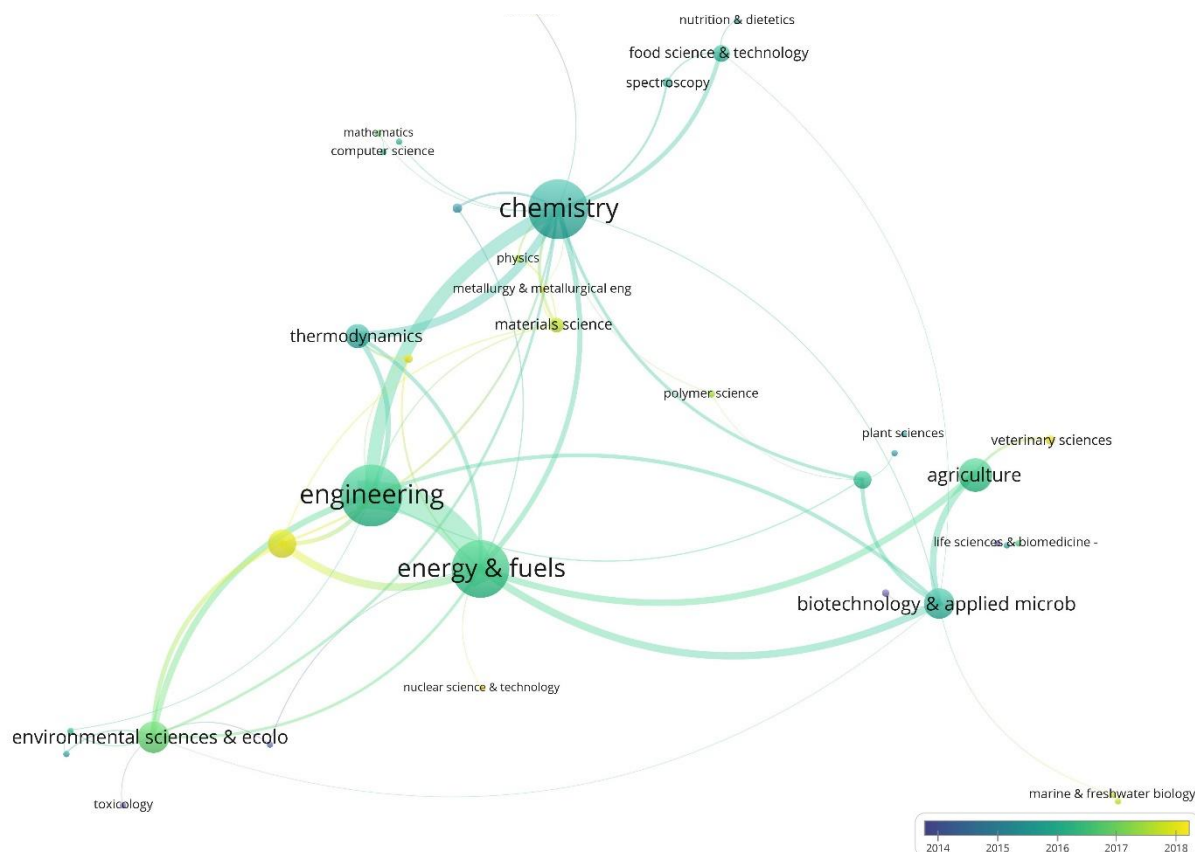 nutrition & dietetics
food science & technology
spectroscopy
mathematics
computer science
chemistry
physics
metallurgy & metallurgical eng
materials science
thermodynamics
polymer science
plant sciences
veterinary sciences
agriculture
engineering
life sciences & biomedicine -
energy & fuels
biotechnology & applied microb
nuclear science & technology
environmental sciences & ecolo
marine & freshwater biology
toxicology
2014 2015 2016 2017 2018